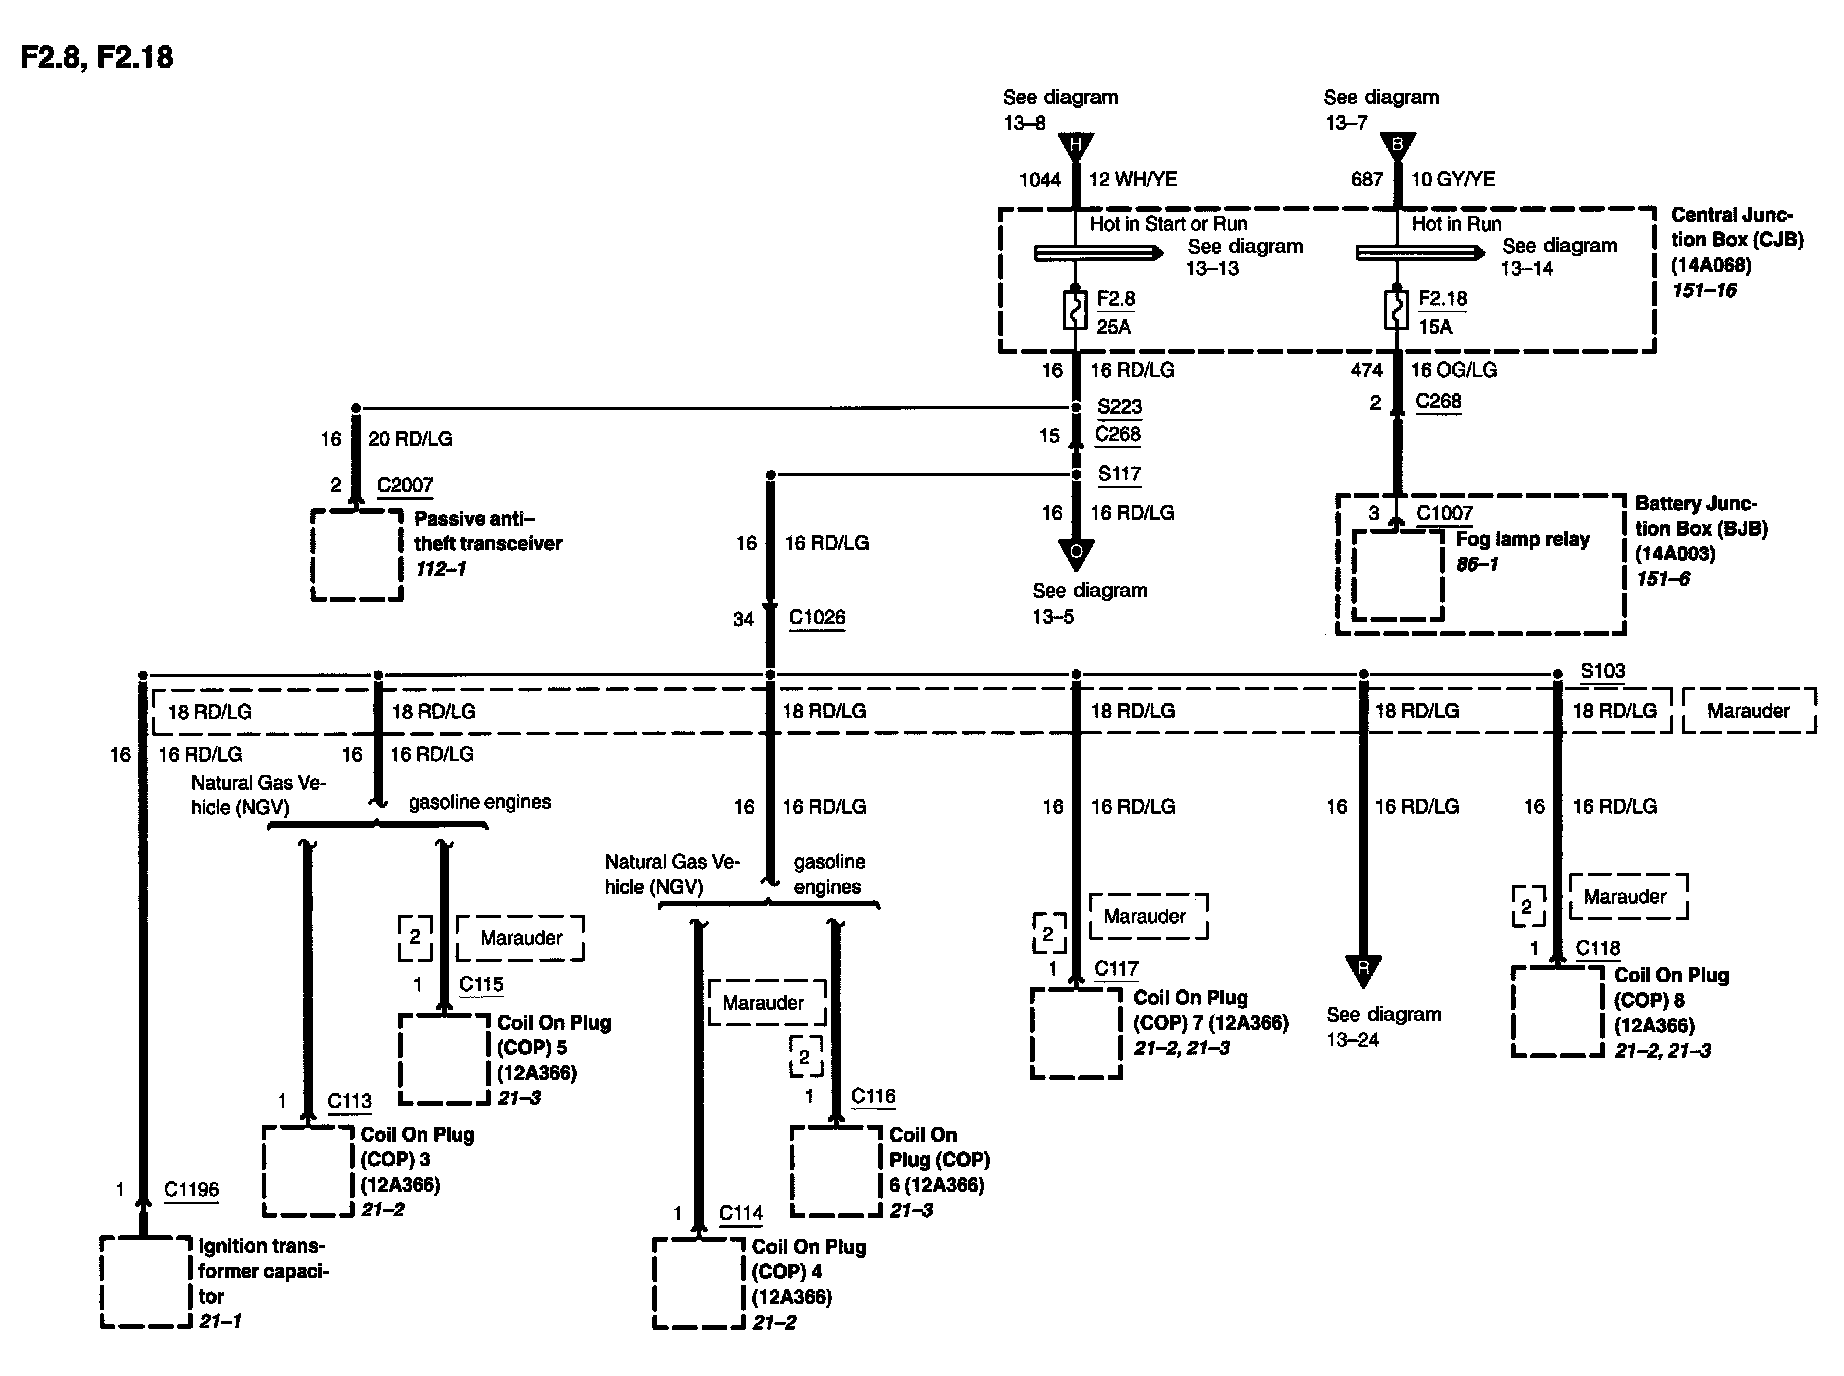 F2.8, F2.18
See diagram
13–8
See diagram
13–7
H
B
1044
12 WH/YE
687
10 GY/YE
Hot in Start or Run
Hot in Run
Central Junc-
tion Box (CJB)
(14A068)
151–16
See diagram
13–13
See diagram
13–14
F2.8
25A
F2.18
15A
16
16 RD/LG
474
16 OG/LG
S223
2
C268
15
C268
16
20 RD/LG
S117
2
C2007
16
16 RD/LG
3
C1007
Battery Junc-
tion Box (BJB)
(14A003)
151–6
Passive anti–
theft transceiver
112–1
16
16 RD/LG
O
Fog lamp relay
86–1
See diagram
13–5
34
C1026
S103
18 RD/LG
18 RD/LG
18 RD/LG
18 RD/LG
18 RD/LG
18 RD/LG
Marauder
16
16 RD/LG
16
16 RD/LG
Natural Gas Ve-
hicle (NGV)
gasoline engines
16
16 RD/LG
16
16 RD/LG
16
16 RD/LG
16
16 RD/LG
Natural Gas Ve-
hicle (NGV)
gasoline
engines
2
Marauder
2
Marauder
2
Marauder
1
C115
Marauder
1
C117
1
C118
Coil On Plug
(COP) 5
(12A366)
21–3
2
Coil On Plug
(COP) 7 (12A366)
21–2, 21–3
R
See diagram
13–24
Coil On Plug
(COP) 8
(12A366)
21–2, 21–3
1
C113
1
C116
Coil On Plug
(COP) 3
(12A366)
21–2
Coil On
Plug (COP)
6 (12A366)
21–3
1
C1196
1
C114
Ignition trans-
former capaci-
tor
21–1
Coil On Plug
(COP) 4
(12A366)
21–2